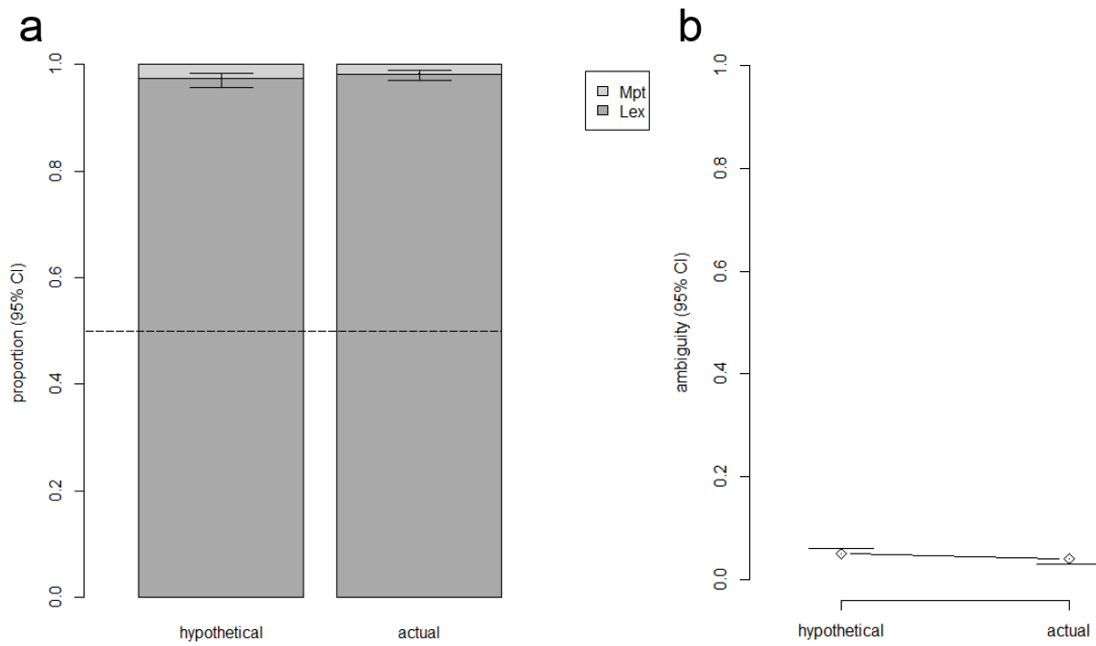 a
b
proportion (95% CI)
1.0
0.8
0.6
0.4
0.2
0.0
hypothetical
actual
Mpt
Lex
ambiguity (95% CI)
1.0
0.8
0.6
0.4
0.2
0.0
hypothetical
actual